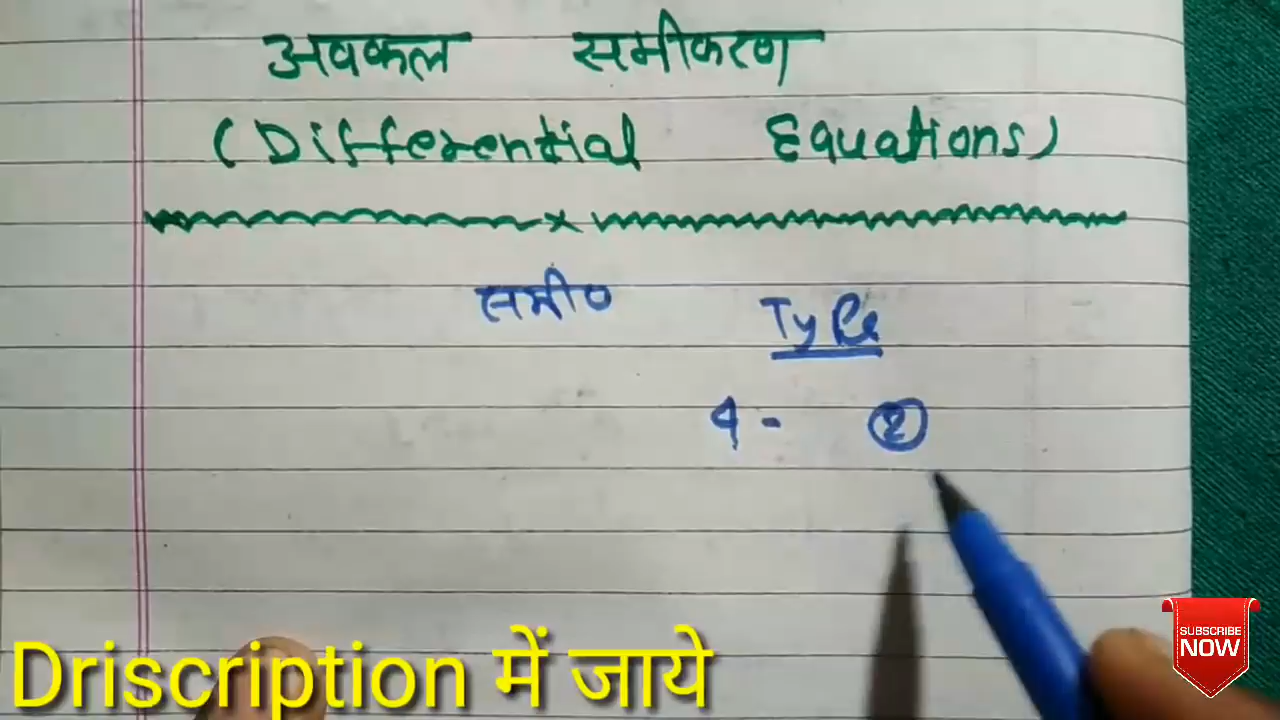 अवकल समीकरण
(Differential Equations)
समी०
Type
4 - 2
Driscription में जाये
SUBSCRIBE
NOW